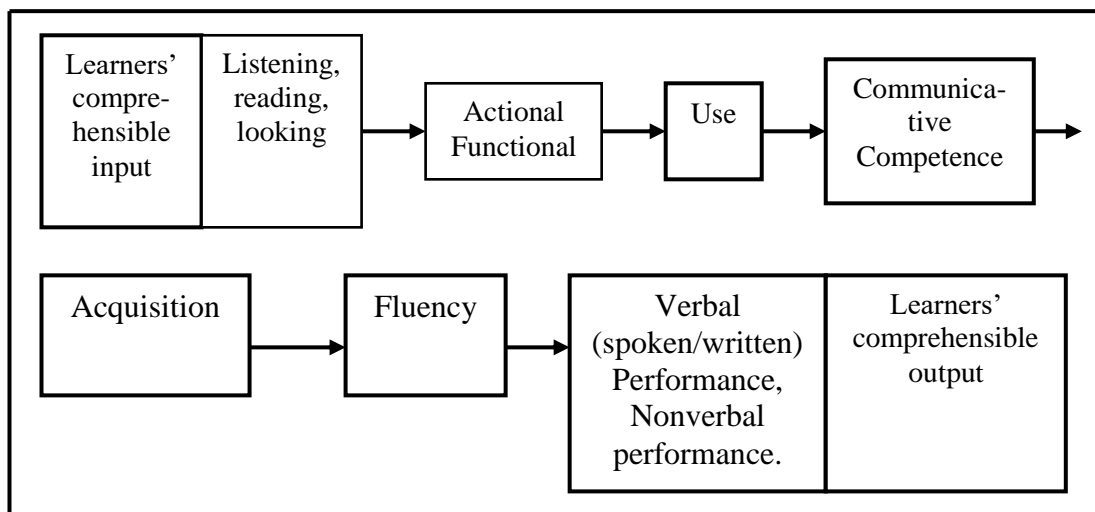 Learners’
compre-
hensible
input
Listening,
reading,
looking
Actional
Functional
Use
Communica-
tive
Competence
Acquisition
Fluency
Verbal
(spoken/written)
Performance,
Nonverbal
performance.
Learners’
comprehensible
output